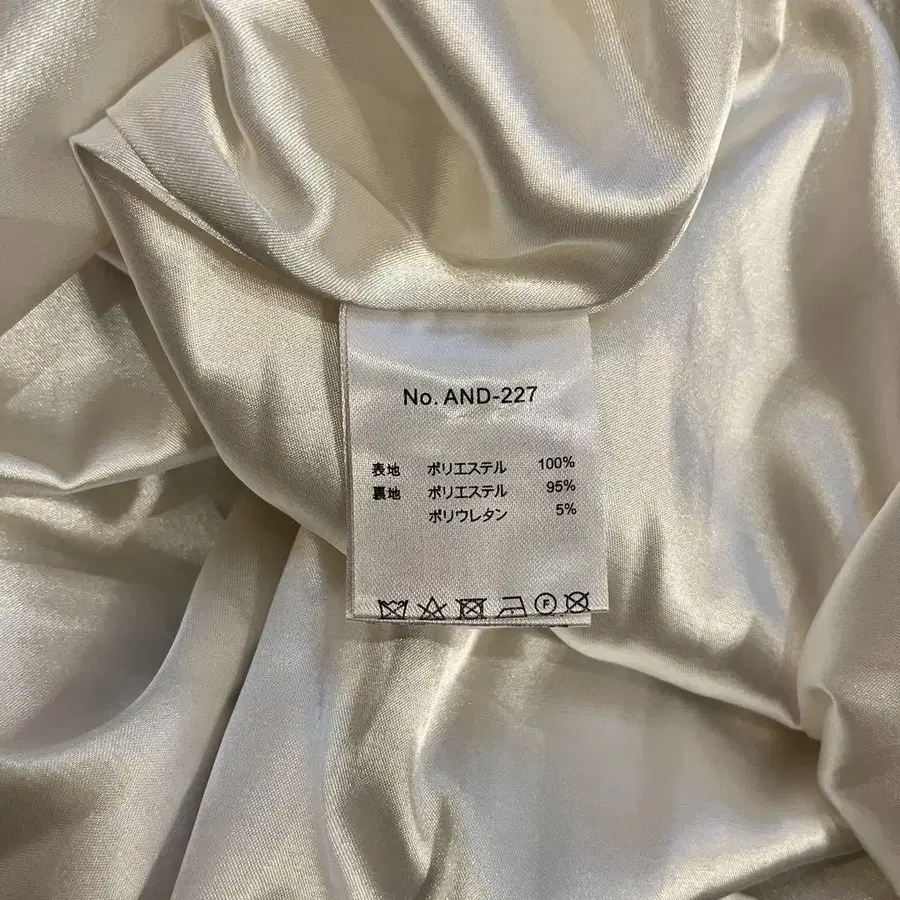 No. AND-227
表地 ポリエステル 100%
裏地 ポリエステル 95%
ポリウレタン 5%
F